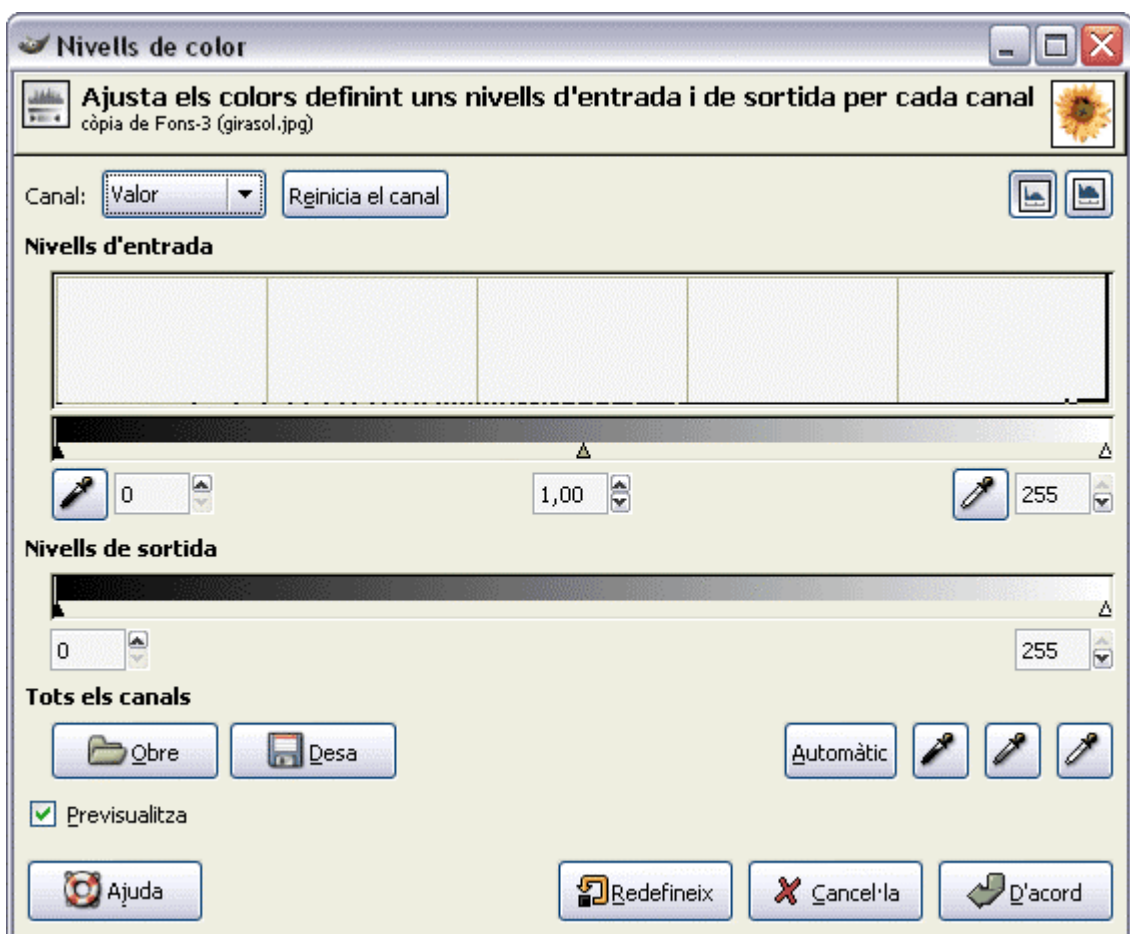 Nivells de color
Ajusta els colors definint uns nivells d'entrada i de sortida per cada canal
còpia de Fons-3 (girasol.jpg)
Canal: Valor Reinicia el canal
Nivells d'entrada
0 1,00 255
Nivells de sortida
0 255
Tots els canals
Obre Desa Automàtic
Previsualitza
Ajuda Redefineix Cancel·la D'acord